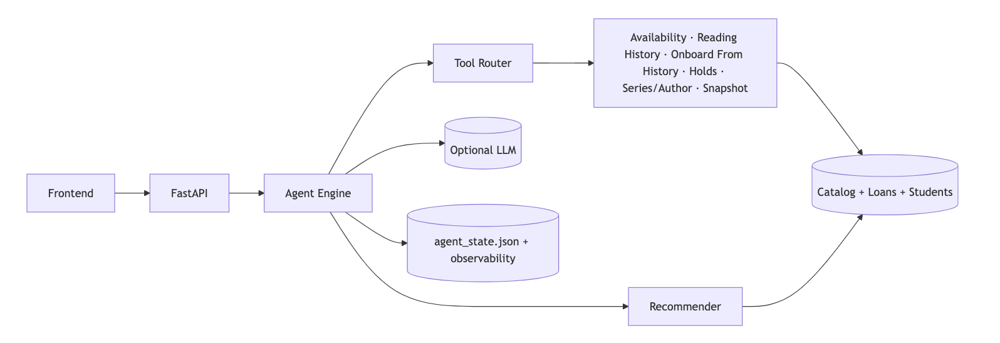 Frontend
FastAPI
Agent Engine
Tool Router
Availability · Reading
History · Onboard From
History · Holds ·
Series/Author · Snapshot
Optional LLM
agent_state.json +
observability
Recommender
Catalog + Loans + Students